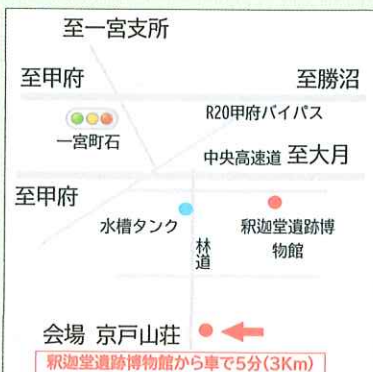 至一宮支所
至甲府
至勝沼
R20甲府バイパス
一宮町石
中央高速道 至大月
至甲府
水槽タンク
釈迦堂遺跡博
物館
林道
会場 京戸山荘
釈迦堂遺跡博物館から車で5分(3Km)